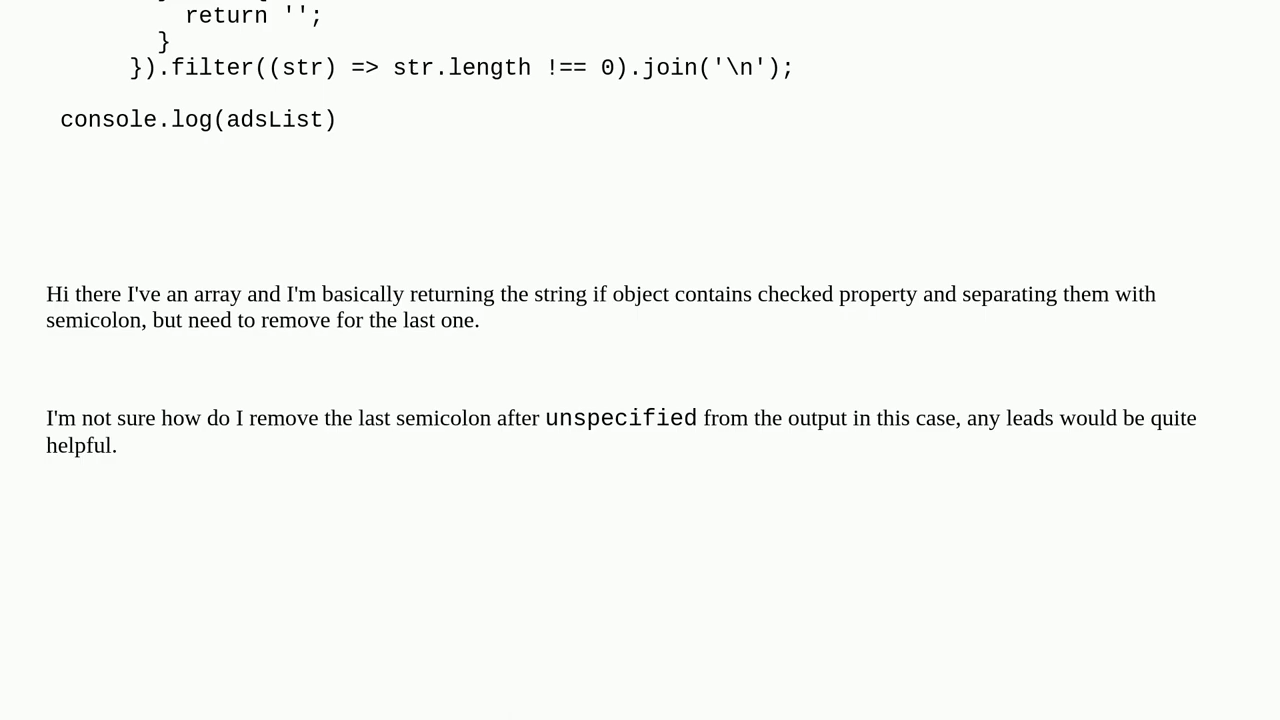 return '';
}
}).filter((str) => str.length !== 0).join('\n');
console.log(adsList)
Hi there I've an array and I'm basically returning the string if object contains checked property and separating them with
semicolon, but need to remove for the last one.
I'm not sure how do I remove the last semicolon after unspecified from the output in this case, any leads would be quite
helpful.